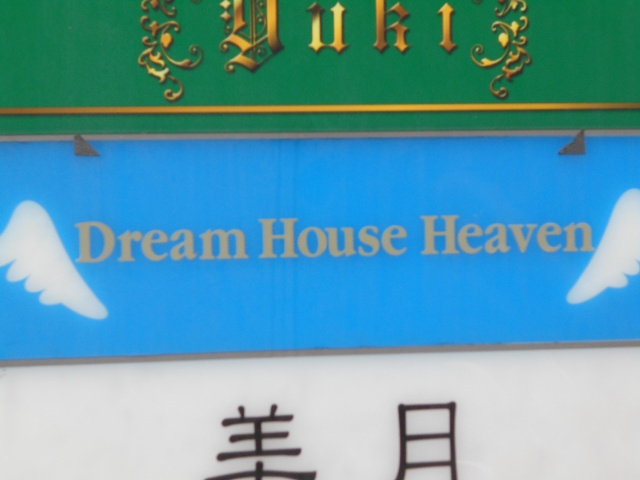 Yuki
Dream House Heaven
美月